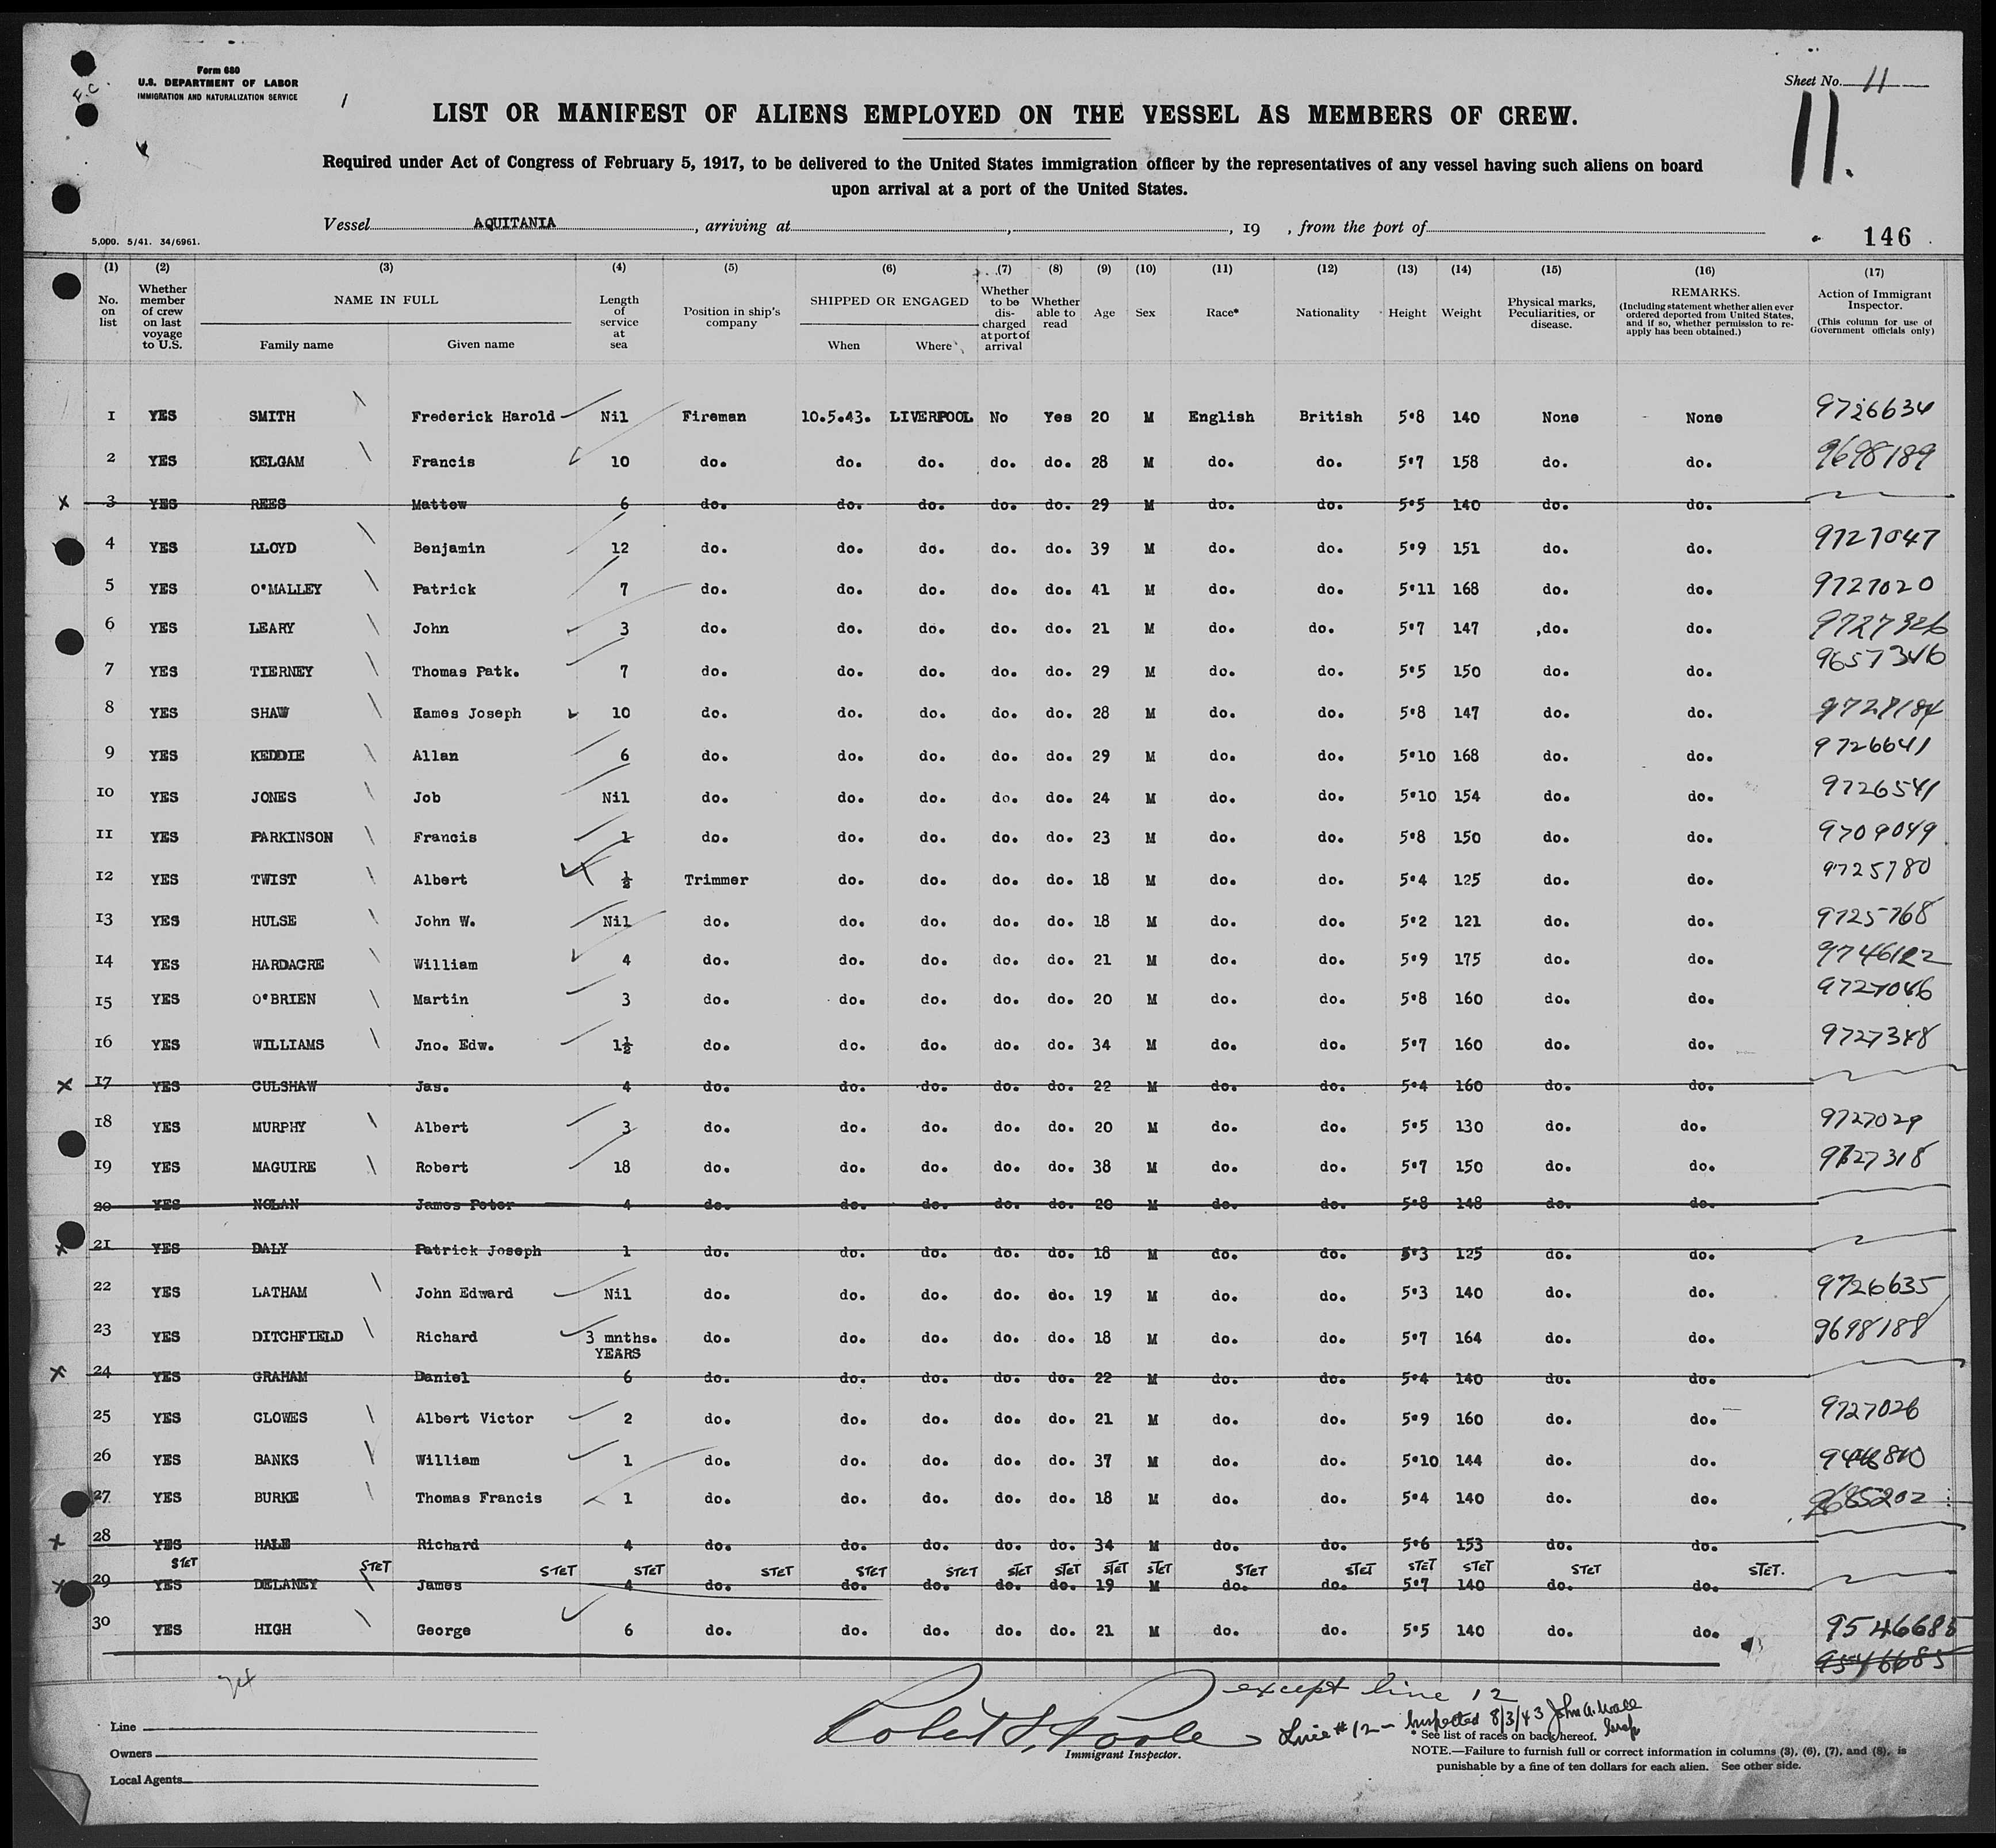 Form 680
U.S. DEPARTMENT OF LABOR
IMMIGRATION AND NATURALIZATION SERVICE
F.C.
Sheet No. 11
11.
LIST OR MANIFEST OF ALIENS EMPLOYED ON THE VESSEL AS MEMBERS OF CREW.
Required under Act of Congress of February 5, 1917, to be delivered to the United States immigration officer by the representatives of any vessel having such aliens on board
upon arrival at a port of the United States.
Vessel AQUITANIA , arriving at , , 19 , from the port of
5,000. 5/41. 34/6961.
146
(1) (2) (3) (4) (5) (6) (7) (8) (9) (10) (11) (12) (13) (14) (15) (16) (17)
No. on list Whether member of crew on last voyage to U.S. NAME IN FULL Family name Given name Length of service at sea Position in ship's company SHIPPED OR ENGAGED When Where Whether to be discharged at port of arrival Whether able to read Age Sex Race* Nationality Height Weight Physical marks, Peculiarities, or disease. REMARKS. (Including statement whether alien ever ordered deported from United States, and if so, whether permission to re-apply has been obtained.) Action of Immigrant Inspector. (This column for use of Government officials only)
1 YES SMITH Frederick Harold Nil Fireman 10.5.43. LIVERPOOL No Yes 20 M English British 5'8 140 None None 9726634
2 YES KELGAM Francis 10 do. do. do. do. do. 28 M do. do. 5'7 158 do. do. 9698189
x 3 YES REES Mattew 6 do. do. do. do. do. 29 M do. do. 5'5 140 do. do.
4 YES LLOYD Benjamin 12 do. do. do. do. do. 39 M do. do. 5'9 151 do. do. 9727047
5 YES O'MALLEY Patrick 7 do. do. do. do. do. 41 M do. do. 5'11 168 do. do. 9727020
6 YES LEARY John 3 do. do. do. do. do. 21 M do. do. 5'7 147 do. do.
7 YES TIERNEY Thomas Patk. 7 do. do. do. do. do. 29 M do. do. 5'5 150 do. do. 9657346
8 YES SHAW Hames Joseph 10 do. do. do. do. do. 28 M do. do. 5'8 147 do. do.
9 YES KEDDIE Allan 6 do. do. do. do. do. 29 M do. do. 5'10 168 do. do. 9726641
10 YES JONES Job Nil do. do. do. do. do. 24 M do. do. 5'10 154 do. do. 9726541
11 YES PARKINSON Francis 1 do. do. do. do. do. 23 M do. do. 5'8 150 do. do. 9709049
12 YES TWIST Albert ½ Trimmer do. do. do. do. 18 M do. do. 5'4 125 do. do. 9725780
13 YES HULSE John W. Nil do. do. do. do. do. 18 M do. do. 5'2 121 do. do. 9725768
14 YES HARDACRE William 4 do. do. do. do. do. 21 M do. do. 5'9 175 do. do. 9746122
15 YES O'BRIEN Martin 3 do. do. do. do. do. 20 M do. do. 5'8 160 do. do. 9727046
16 YES WILLIAMS Jno. Edw. 1½ do. do. do. do. do. 34 M do. do. 5'7 160 do. do. 9727348
x 17 YES CULSHAW Jas. 4 do. do. do. do. do. 22 M do. do. 5'4 160 do. do.
18 YES MURPHY Albert 3 do. do. do. do. do. 20 M do. do. 5'5 130 do. do. 9727029
19 YES MAGUIRE Robert 18 do. do. do. do. do. 38 M do. do. 5'7 150 do. do. 9727318
20 YES NOLAN James Peter 4 do. do. do. do. do. 20 M do. do. 5'8 148 do. do.
x 21 YES DALY Patrick Joseph 1 do. do. do. do. do. 18 M do. do. 5'3 125 do. do.
22 YES LATHAM John Edward Nil do. do. do. do. do. 19 M do. do. 5'3 140 do. do. 9726635
23 YES DITCHFIELD Richard 3 mnths. do. do. do. do. do. 18 M do. do. 5'7 164 do. do. 9698188
YEARS
x 24 YES GRAHAM Daniel 6 do. do. do. do. do. 22 M do. do. 5'4 140 do. do.
25 YES CLOWES Albert Victor 2 do. do. do. do. do. 21 M do. do. 5'9 160 do. do. 9727026
26 YES BANKS William 1 do. do. do. do. do. 37 M do. do. 5'10 144 do. do.
27 YES BURKE Thomas Francis 1 do. do. do. do. do. 18 M do. do. 5'4 140 do. do. 9685202
x 28 YES HALE Richard 4 do. do. do. do. do. 34 M do. do. 5'6 153 do. do.
STET STET STET STET STET STET STET STET STET STET STET STET STET STET STET STET STET STET.
x 29 YES DELANEY James 4 do. do. do. do. do. 19 M do. do. 5'7 140 do. do.
30 YES HIGH George 6 do. do. do. do. do. 21 M do. do. 5'5 140 do. do. 9546685
9546685
except line 12
Robert S. Poole Line #12 - Inspected 8/3/43 John A. Wall Insp
Immigrant Inspector.
Line
Owners
Local Agents
* See list of races on back hereof.
NOTE.—Failure to furnish full or correct information in columns (3), (6), (7), and (8), is
punishable by a fine of ten dollars for each alien. See other side.